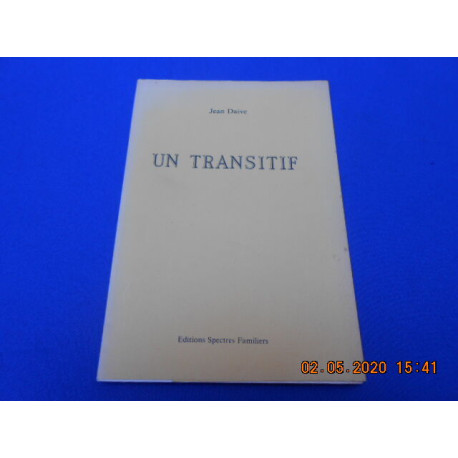 Jean Daive
UN TRANSITIF
Editions Spectres Familiers
02.05.2020 15:41